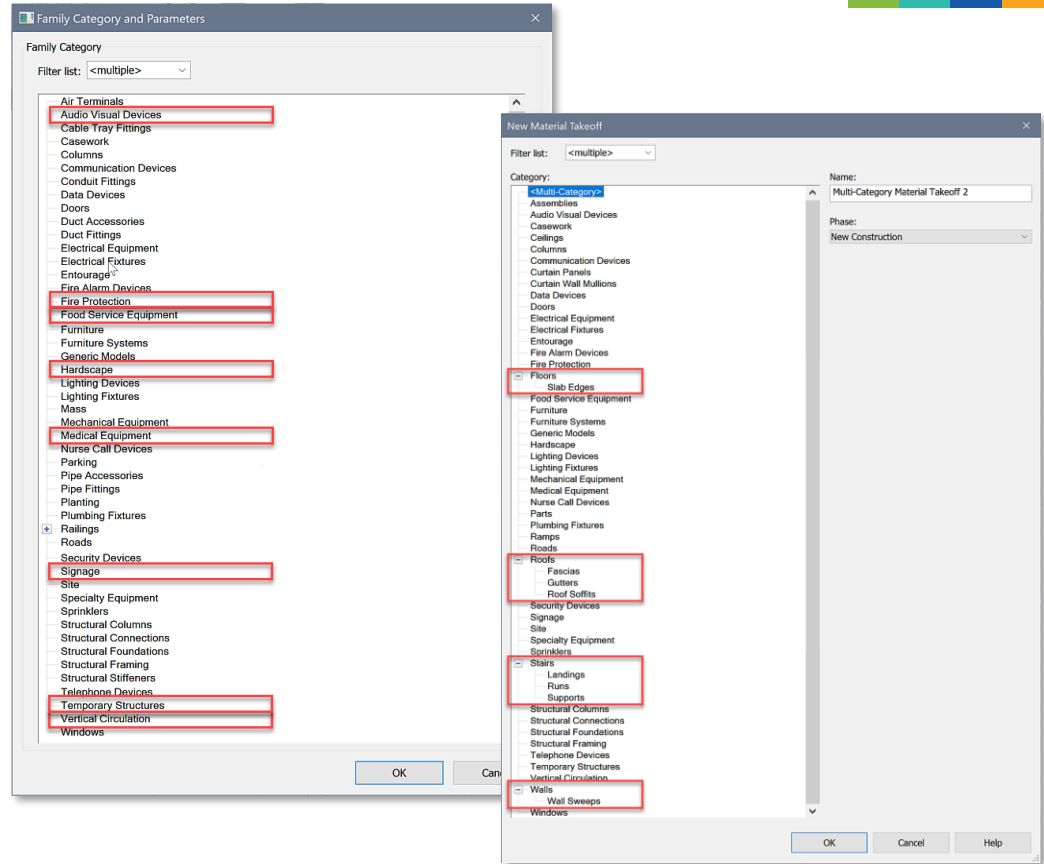 Family Category and Parameters
Family Category
Filter list: <multiple>
Air Terminals
Audio Visual Devices
Cable Tray Fittings
Casework
Columns
Communication Devices
Conduit Fittings
Data Devices
Doors
Duct Accessories
Duct Fittings
Electrical Equipment
Electrical Fixtures
Entourage
Fire Alarm Devices
Fire Protection
Food Service Equipment
Furniture
Furniture Systems
Generic Models
Hardscape
Lighting Devices
Lighting Fixtures
Mass
Mechanical Equipment
Medical Equipment
Nurse Call Devices
Parking
Pipe Accessories
Pipe Fittings
Planting
Plumbing Fixtures
Railings
Roads
Security Devices
Signage
Site
Specialty Equipment
Sprinklers
Structural Columns
Structural Connections
Structural Foundations
Structural Framing
Structural Stiffeners
Telephone Devices
Temporary Structures
Vertical Circulation
Windows
OK
Can
New Material Takeoff
Filter list: <multiple>
Category:
<Multi-Category>
Assemblies
Audio Visual Devices
Casework
Ceilings
Columns
Communication Devices
Curtain Panels
Curtain Wall Mullions
Data Devices
Doors
Electrical Equipment
Electrical Fixtures
Entourage
Fire Alarm Devices
Fire Protection
Floors
Slab Edges
Food Service Equipment
Furniture
Furniture Systems
Generic Models
Hardscape
Lighting Devices
Lighting Fixtures
Mechanical Equipment
Medical Equipment
Nurse Call Devices
Parts
Plumbing Fixtures
Ramps
Roads
Roofs
Fascias
Gutters
Roof Soffits
Security Devices
Signage
Site
Specialty Equipment
Sprinklers
Stairs
Landings
Runs
Supports
Structural Columns
Structural Connections
Structural Foundations
Structural Framing
Telephone Devices
Temporary Structures
Vertical Circulation
Walls
Wall Sweeps
Windows
Name:
Multi-Category Material Takeoff 2
Phase:
New Construction
OK
Cancel
Help